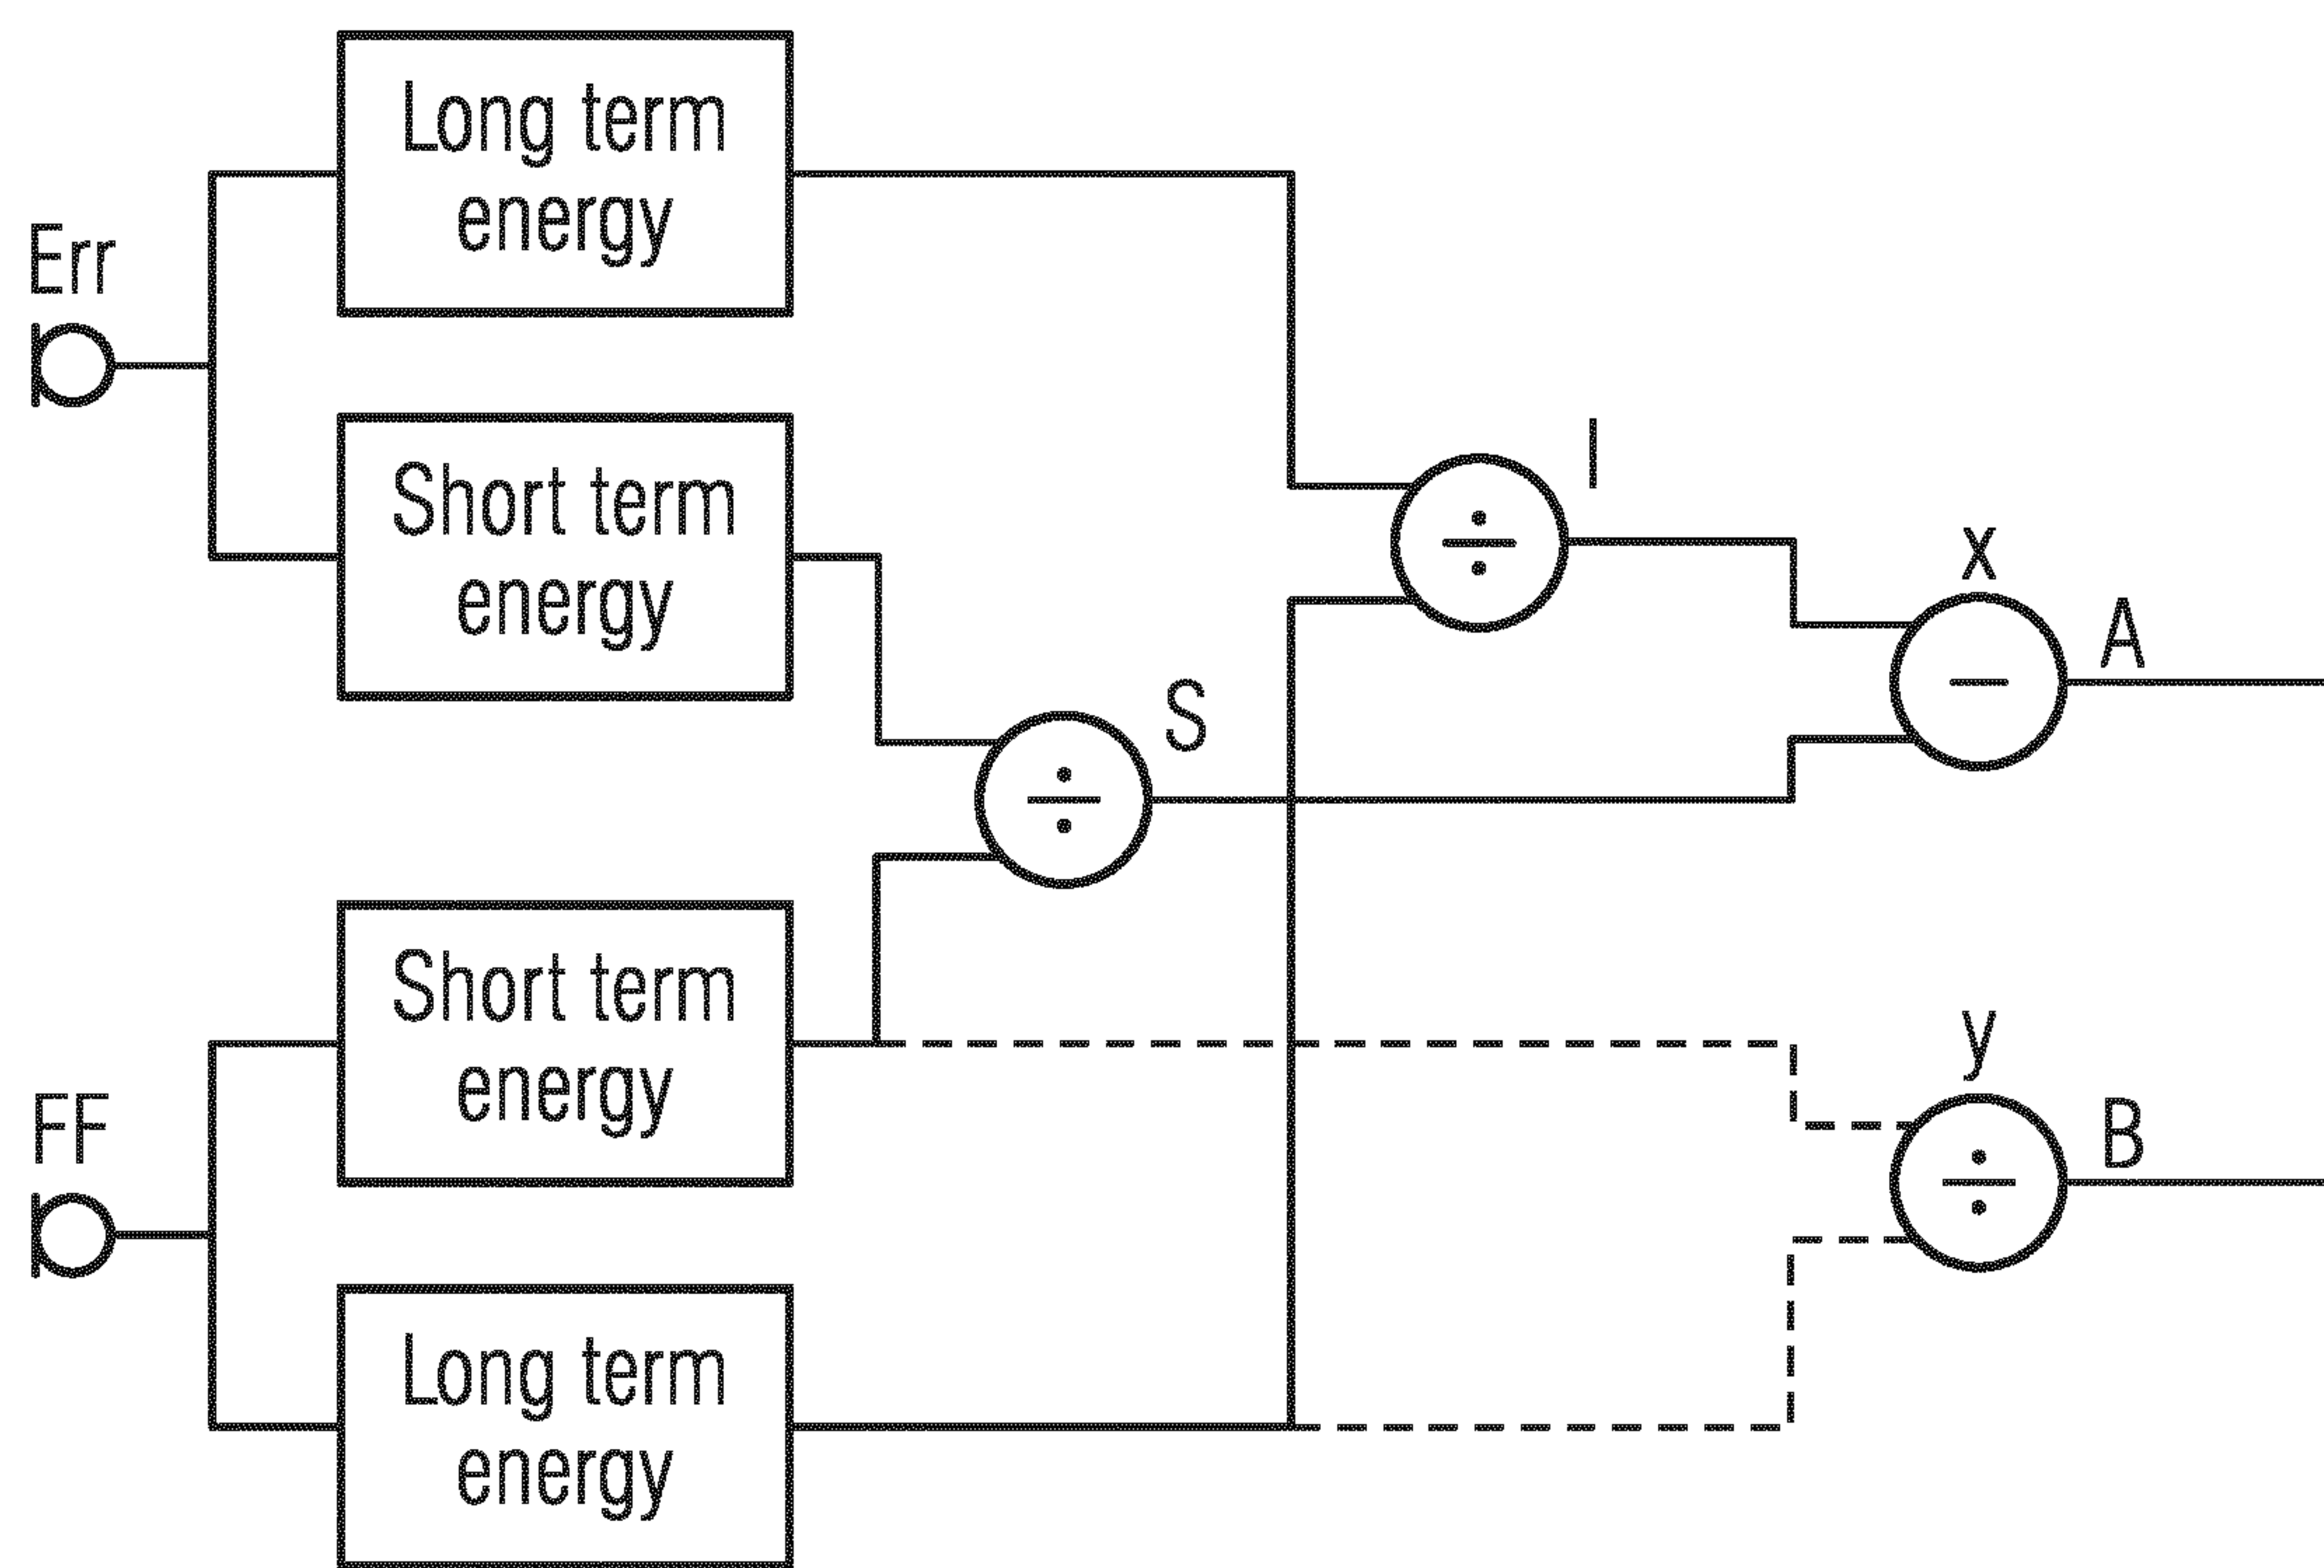 Long term
energy
Err
Short term
energy
l
x
A
S
Short term
energy
y
B
FF
Long term
energy